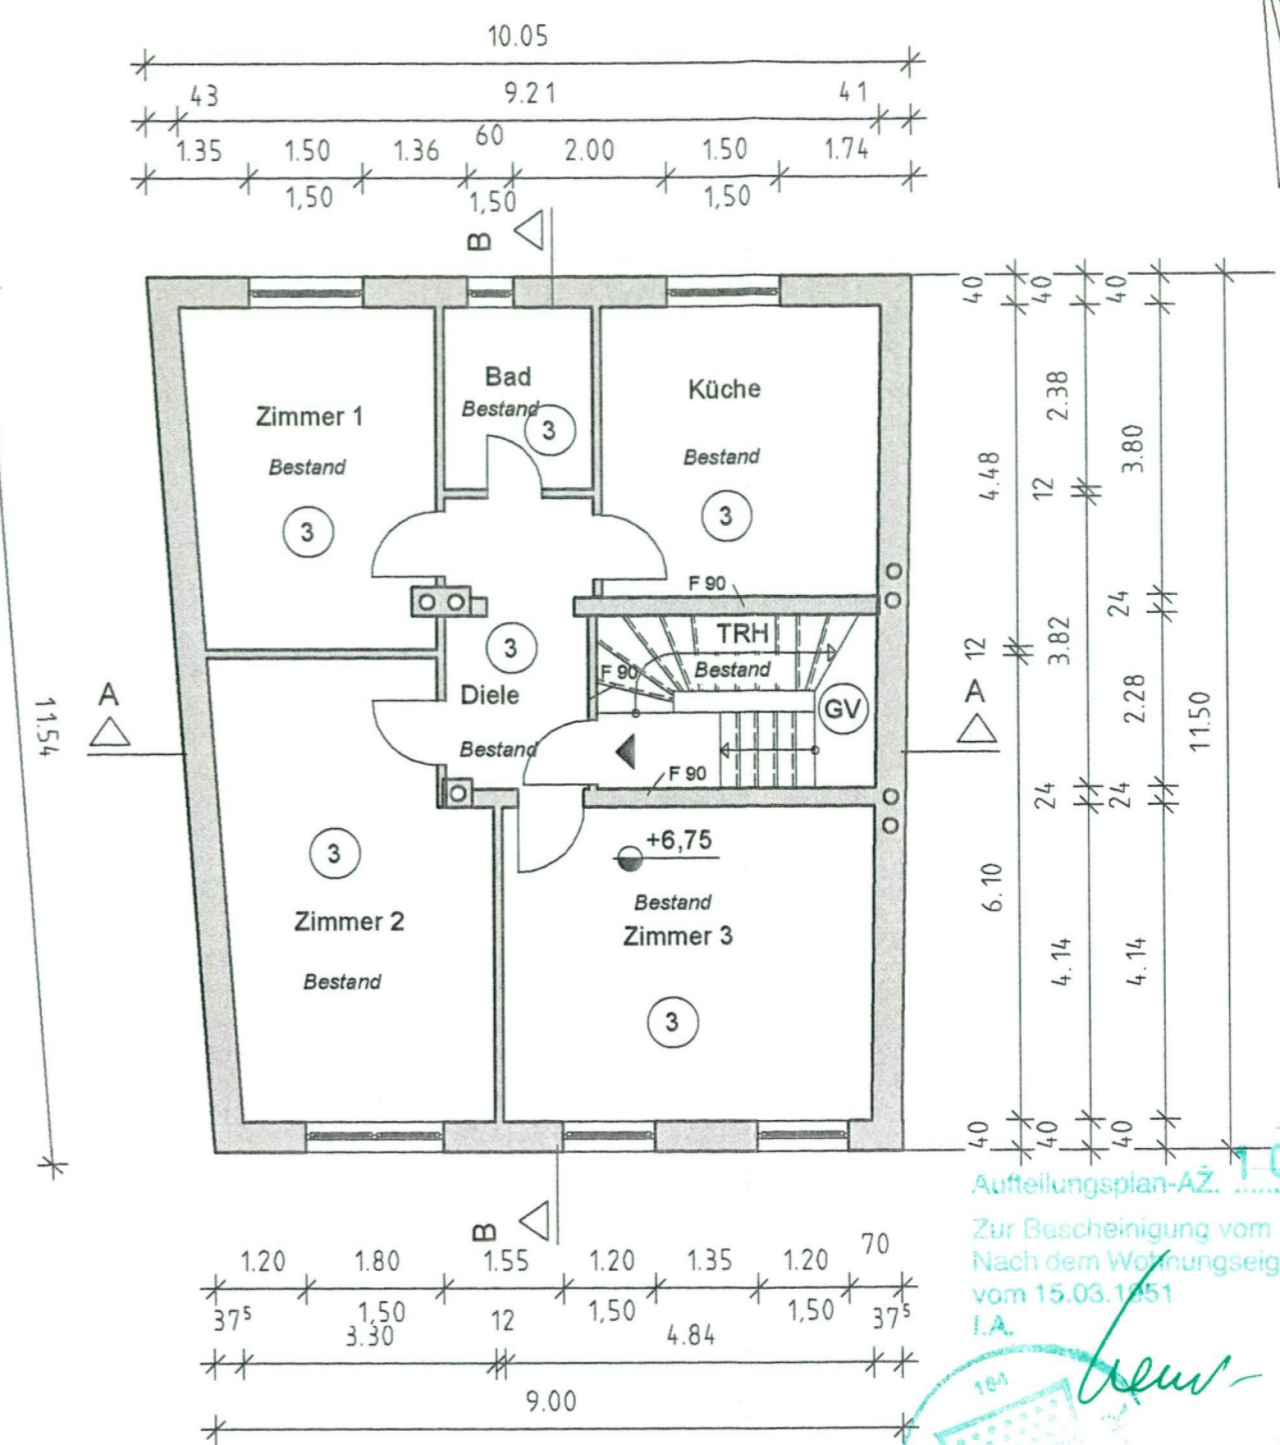 10.05
43 9.21 41
1.35 1.50 1.36 60 2.00 1.50 1.74
1,50 1,50 1,50
B
Zimmer 1
Bestand
3
Bad
Bestand
3
Küche
Bestand
3
F 90
TRH
Bestand
F 90
GV
F 90
3
Diele
Bestand
A
A
11.54
3
Zimmer 2
Bestand
+6,75
Bestand
Zimmer 3
3
40 4.48 12 6.10 40
40 2.38 12 3.82 24 4.14 40
40 3.80 24 2.28 24 4.14 40
11.50
B
1.20 1.80 1.55 1.20 1.35 1.20 70
1,50 1,50 1,50
37⁵ 3.30 12 4.84 37⁵
9.00
Aufteilungsplan-AZ.
Zur Bescheinigung vom
Nach dem Wohnungseig
vom 15.03.1951
I.A.
164